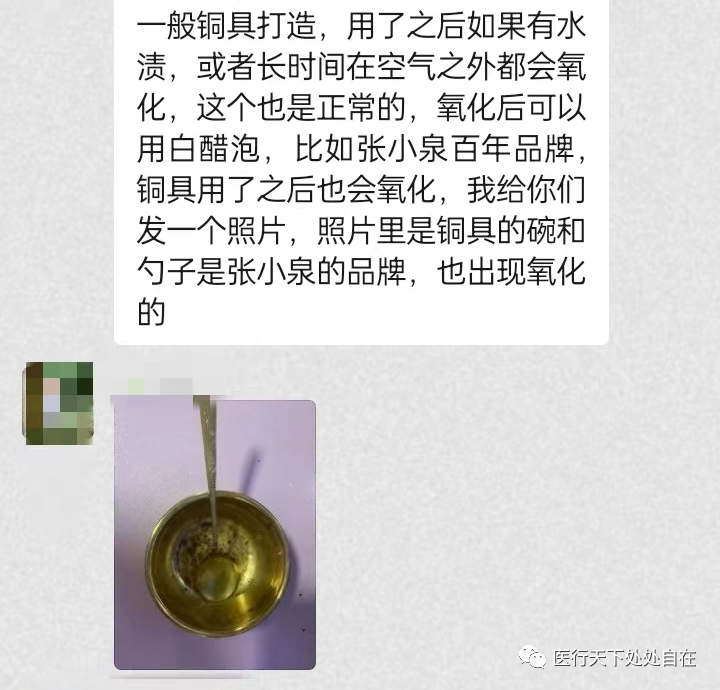 一般铜具打造，用了之后如果有水
渍，或者长时间在空气之外都会氧
化，这个也是正常的，氧化后可以
用白醋泡，比如张小泉百年品牌，
铜具用了之后也会氧化，我给你们
发一个照片，照片里是铜具的碗和
勺子是张小泉的品牌，也出现氧化
的
医行天下处处自在